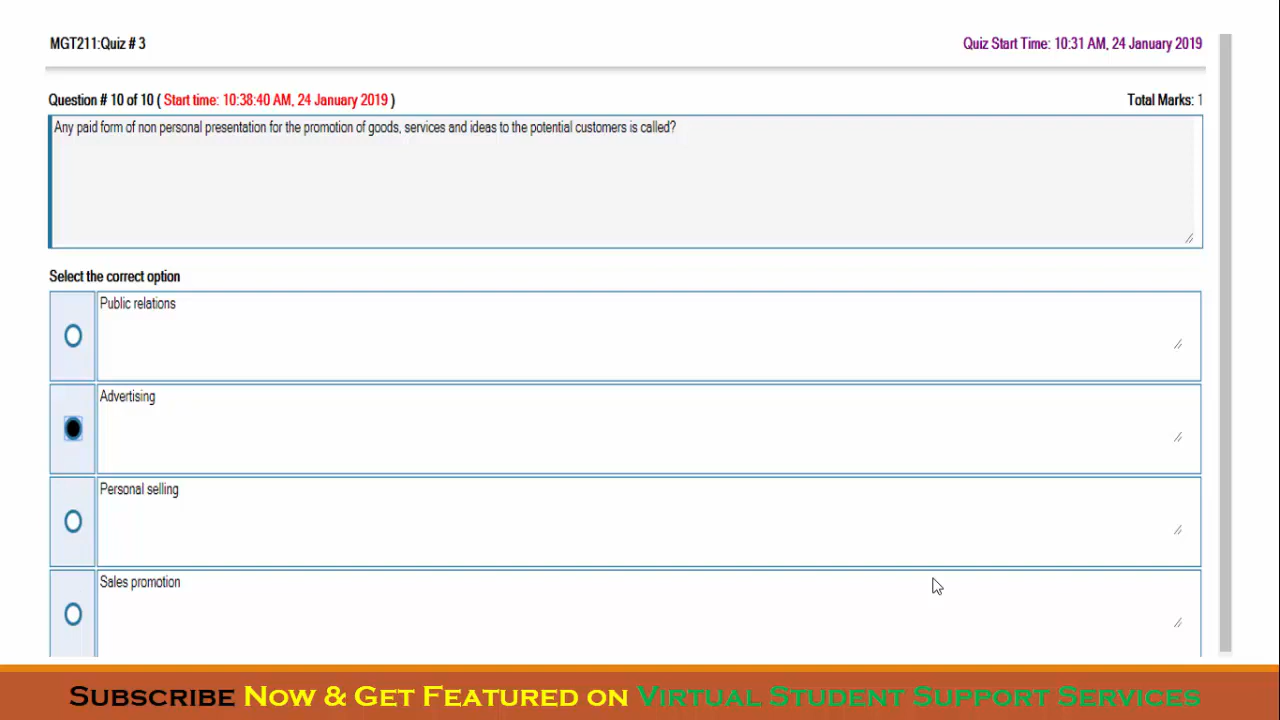 MGT211:Quiz # 3
Quiz Start Time: 10:31 AM, 24 January 2019
Question # 10 of 10 ( Start time: 10:38:40 AM, 24 January 2019 )
Total Marks: 1
Any paid form of non personal presentation for the promotion of goods, services and ideas to the potential customers is called?
Select the correct option
Public relations
Advertising
Personal selling
Sales promotion
SUBSCRIBE NOW & GET FEATURED ON VIRTUAL STUDENT SUPPORT SERVICES